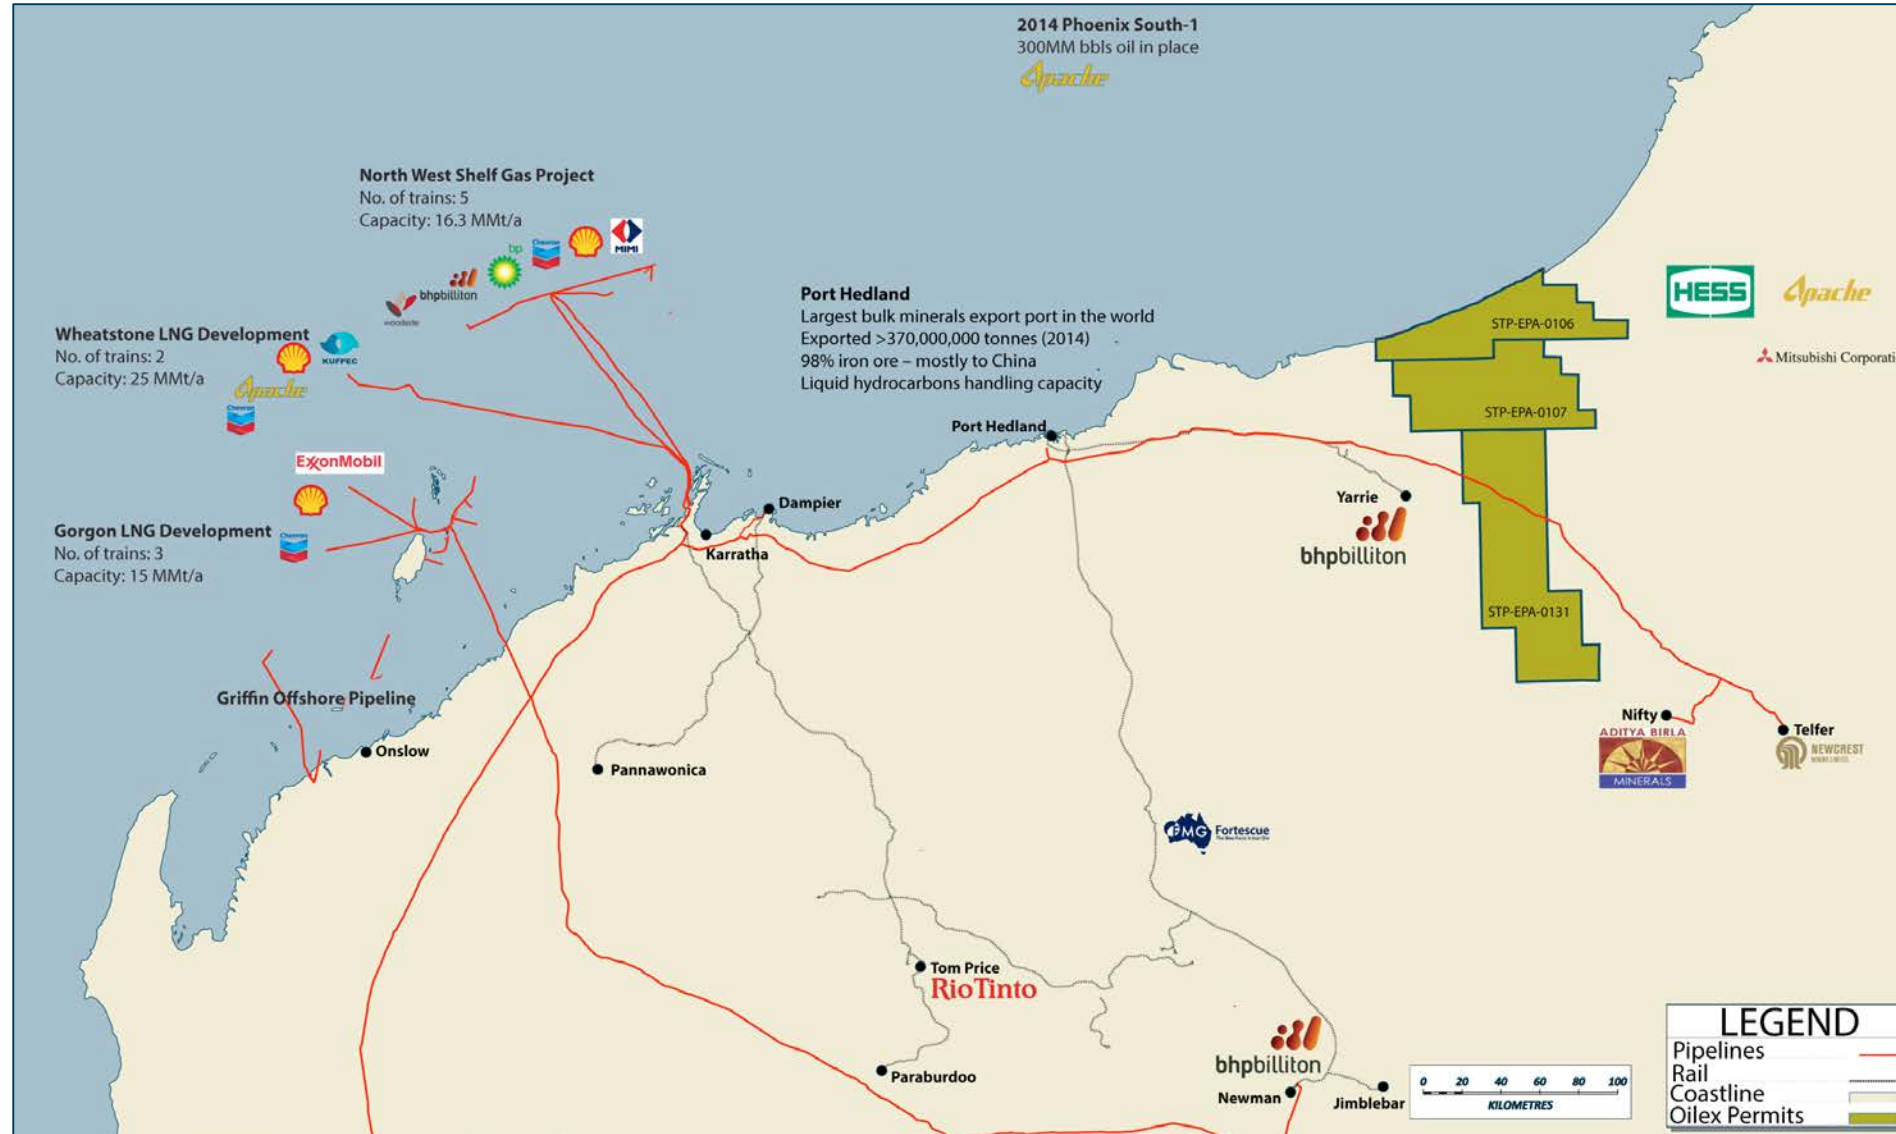 2014 Phoenix South-1
300MM bbls oil in place
Apache
North West Shelf Gas Project
No. of trains: 5
Capacity: 16.3 MMt/a
MIMI
Chevron
bp
bhpbilliton
woodside
Wheatstone LNG Development
No. of trains: 2
Capacity: 25 MMt/a
KUFPEC
Apache
Chevron
Port Hedland
Largest bulk minerals export port in the world
Exported >370,000,000 tonnes (2014)
98% iron ore – mostly to China
Liquid hydrocarbons handling capacity
HESS
Apache
Mitsubishi Corporati
STP-EPA-0106
STP-EPA-0107
STP-EPA-0131
Port Hedland
ExxonMobil
Gorgon LNG Development
No. of trains: 3
Capacity: 15 MMt/a
Chevron
Dampier
Karratha
Yarrie
bhpbilliton
Griffin Offshore Pipeline
Onslow
Pannawonica
Nifty
ADITYA BIRLA
MINERALS
Telfer
NEWCREST
MINING LIMITED
FMG Fortescue
Tom Price
RioTinto
Paraburdoo
bhpbilliton
Newman
Jimblebar
0 20 40 60 80 100
KILOMETRES
LEGEND
Pipelines
Rail
Coastline
Oilex Permits